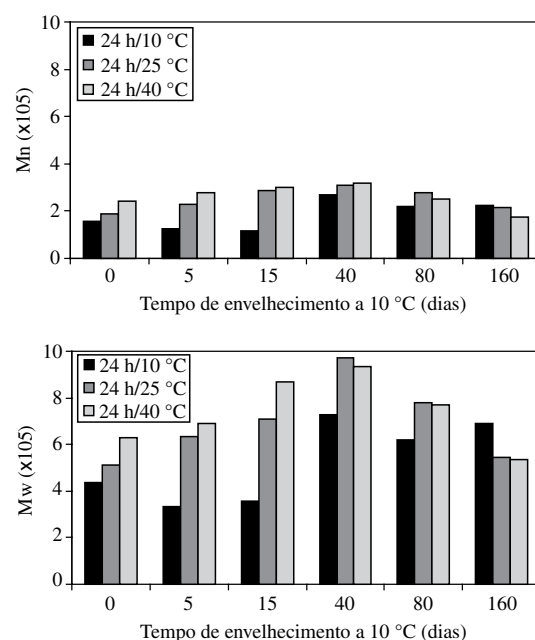 10
24 h/10 °C
24 h/25 °C
24 h/40 °C
8
6
4
2
0
Mn (x105)
0 5 15 40 80 160
Tempo de envelhecimento a 10 °C (dias)
10
24 h/10 °C
24 h/25 °C
24 h/40 °C
8
6
4
2
0
Mw (x105)
0 5 15 40 80 160
Tempo de envelhecimento a 10 °C (dias)